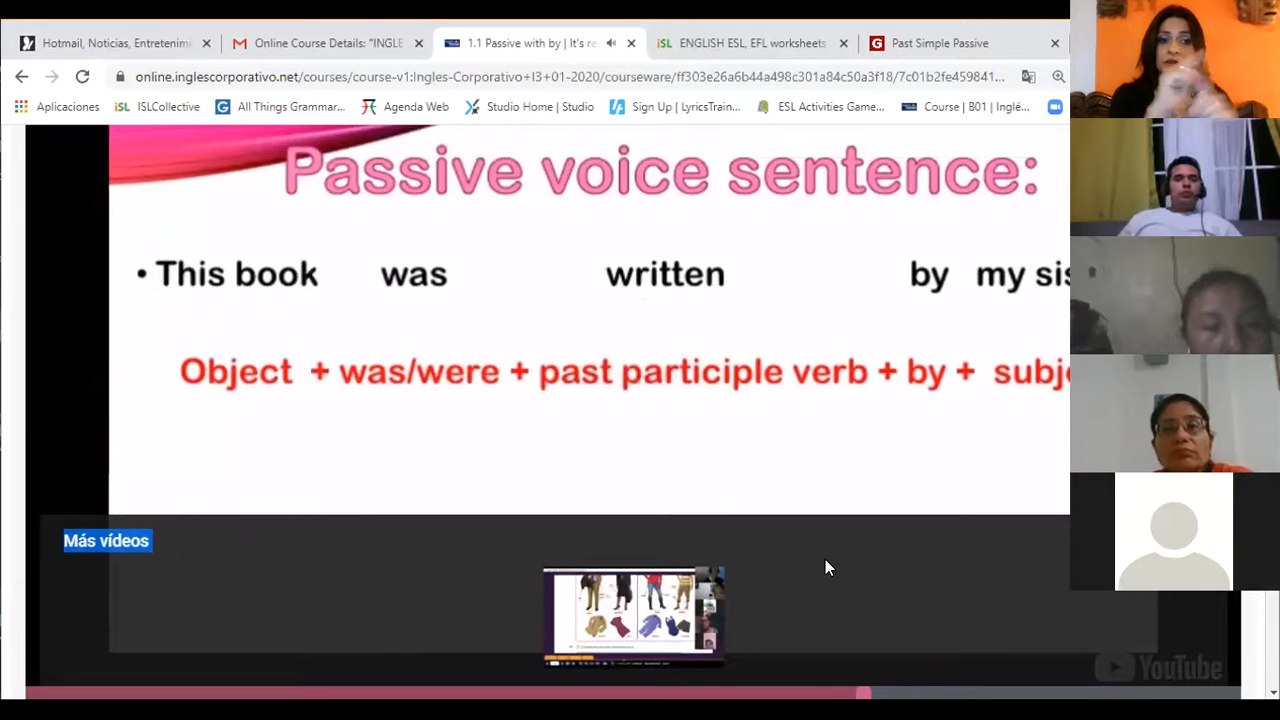 Hotmail, Noticias, Entretenimi
Online Course Details: "INGLE
1.1 Passive with by | It's re
iSL ENGLISH ESL, EFL worksheets
G Past Simple Passive
online.inglescorporativo.net/courses/course-v1:Ingles-Corporativo+I3+01-2020/courseware/ff303e26a6b44a498c301a84c50a3f18/7c01b2fe459841...
Aplicaciones
iSL ISLCollective
G All Things Grammar...
Agenda Web
Studio Home | Studio
Sign Up | LyricsTran...
ESL Activities Game...
Course | B01 | Inglé...
Passive voice sentence:
• This book was written by my sis
Object + was/were + past participle verb + by + subje
Más vídeos
YouTube